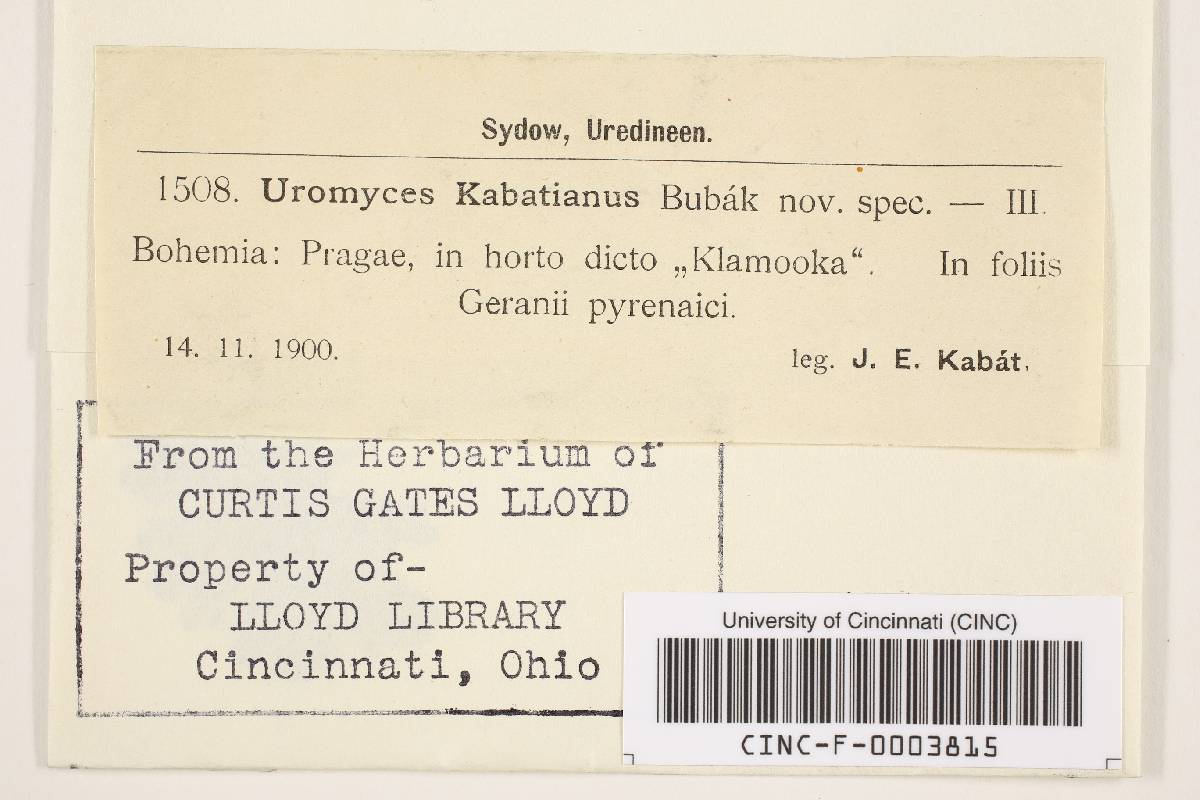 Sydow, Uredineen.
1508. Uromyces Kabatianus Bubák nov. spec. — III.
Bohemia: Pragae, in horto dicto „Klamooka“. In foliis
Geranii pyrenaici.
14. 11. 1900.
leg. J. E. Kabát.
From the Herbarium of
CURTIS GATES LLOYD
Property of-
LLOYD LIBRARY
Cincinnati, Ohio
University of Cincinnati (CINC)
CINC-F-0003815